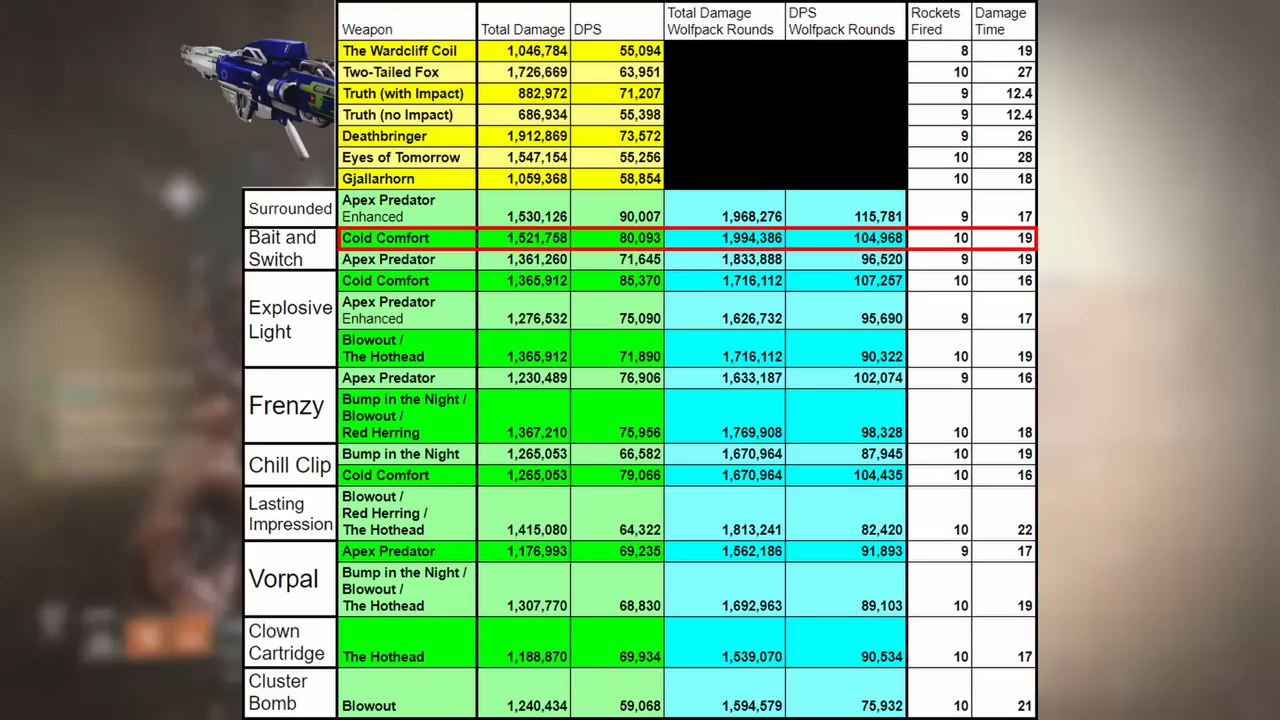 Weapon Total Damage DPS Total Damage Wolfpack Rounds DPS Wolfpack Rounds Rockets Fired Damage Time
The Wardcliff Coil 1,046,784 55,094 8 19
Two-Tailed Fox 1,726,669 63,951 10 27
Truth (with Impact) 882,972 71,207 9 12.4
Truth (no Impact) 686,934 55,398 9 12.4
Deathbringer 1,912,869 73,572 9 26
Eyes of Tomorrow 1,547,154 55,256 10 28
Gjallarhorn 1,059,368 58,854 10 18
Surrounded
Apex Predator
Enhanced 1,530,126 90,007 1,968,276 115,781 9 17
Bait and
Switch
Cold Comfort 1,521,758 80,093 1,994,386 104,968 10 19
Apex Predator 1,361,260 71,645 1,833,888 96,520 9 19
Explosive
Light
Cold Comfort 1,365,912 85,370 1,716,112 107,257 10 16
Apex Predator
Enhanced 1,276,532 75,090 1,626,732 95,690 9 17
Blowout /
The Hothead 1,365,912 71,890 1,716,112 90,322 10 19
Frenzy
Apex Predator 1,230,489 76,906 1,633,187 102,074 9 16
Bump in the Night /
Blowout /
Red Herring 1,367,210 75,956 1,769,908 98,328 10 18
Chill Clip
Bump in the Night 1,265,053 66,582 1,670,964 87,945 10 19
Cold Comfort 1,265,053 79,066 1,670,964 104,435 10 16
Lasting
Impression
Blowout /
Red Herring /
The Hothead 1,415,080 64,322 1,813,241 82,420 10 22
Vorpal
Apex Predator 1,176,993 69,235 1,562,186 91,893 9 17
Bump in the Night /
Blowout /
The Hothead 1,307,770 68,830 1,692,963 89,103 10 19
Clown
Cartridge
The Hothead 1,188,870 69,934 1,539,070 90,534 10 17
Cluster
Bomb
Blowout 1,240,434 59,068 1,594,579 75,932 10 21